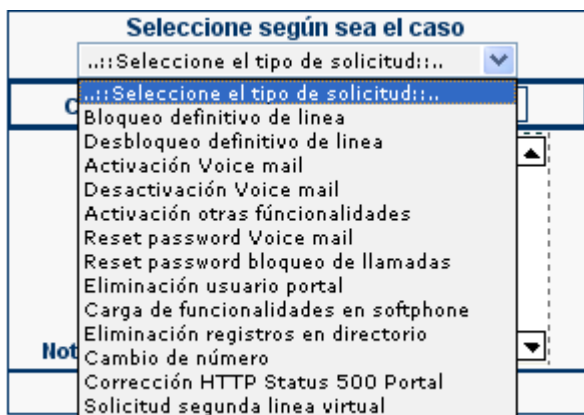 Seleccione según sea el caso
..::Seleccione el tipo de solicitud::..
..::Seleccione el tipo de solicitud::..
C
Bloqueo definitivo de linea
Desbloqueo definitivo de linea
Activación Voice mail
Desactivación Voice mail
Activación otras fúncionalidades
Reset password Voice mail
Reset password bloqueo de llamadas
Eliminación usuario portal
Carga de funcionalidades en softphone
Eliminación registros en directorio
Not
Cambio de número
Corrección HTTP Status 500 Portal
Solicitud segunda linea virtual